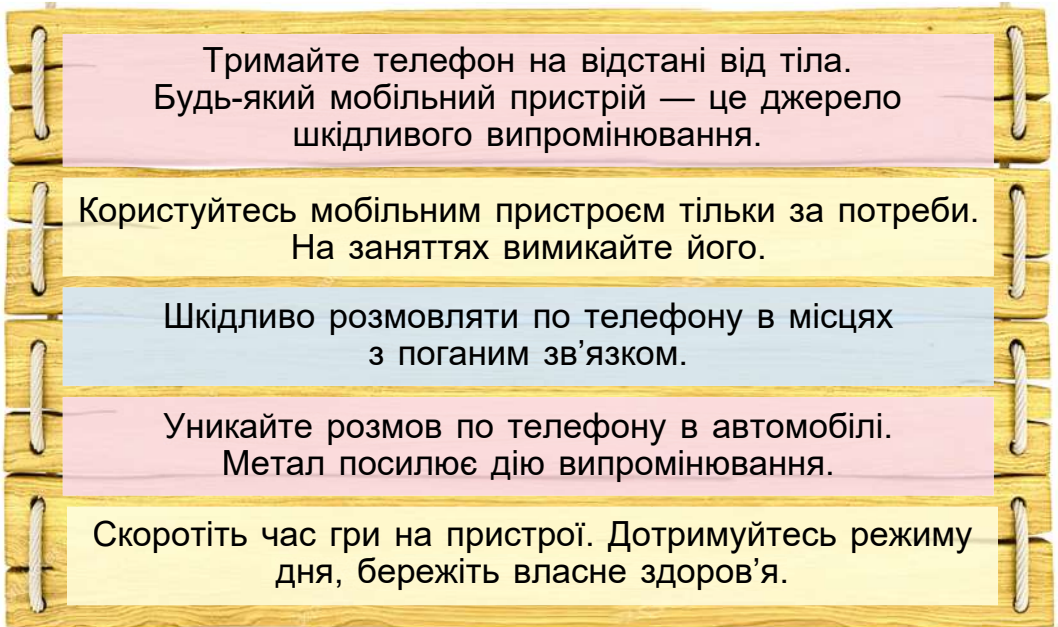 Тримайте телефон на відстані від тіла.
Будь-який мобільний пристрій — це джерело
шкідливого випромінювання.
Користуйтесь мобільним пристроєм тільки за потреби.
На заняттях вимикайте його.
Шкідливо розмовляти по телефону в місцях
з поганим зв’язком.
Уникайте розмов по телефону в автомобілі.
Метал посилює дію випромінювання.
Скоротіть час гри на пристрої. Дотримуйтесь режиму
дня, бережіть власне здоров’я.